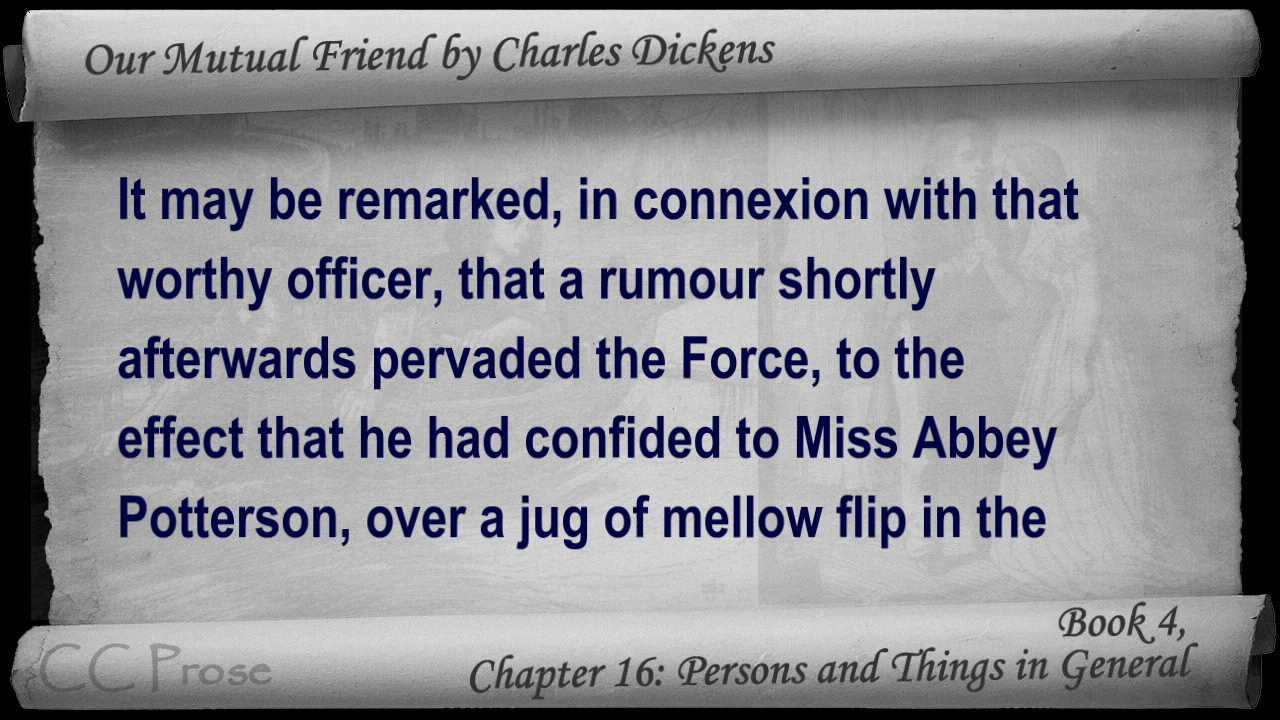 Our Mutual Friend by Charles Dickens
It may be remarked, in connexion with that
worthy officer, that a rumour shortly
afterwards pervaded the Force, to the
effect that he had confided to Miss Abbey
Potterson, over a jug of mellow flip in the
Book 4,
Chapter 16: Persons and Things in General
CC Prose